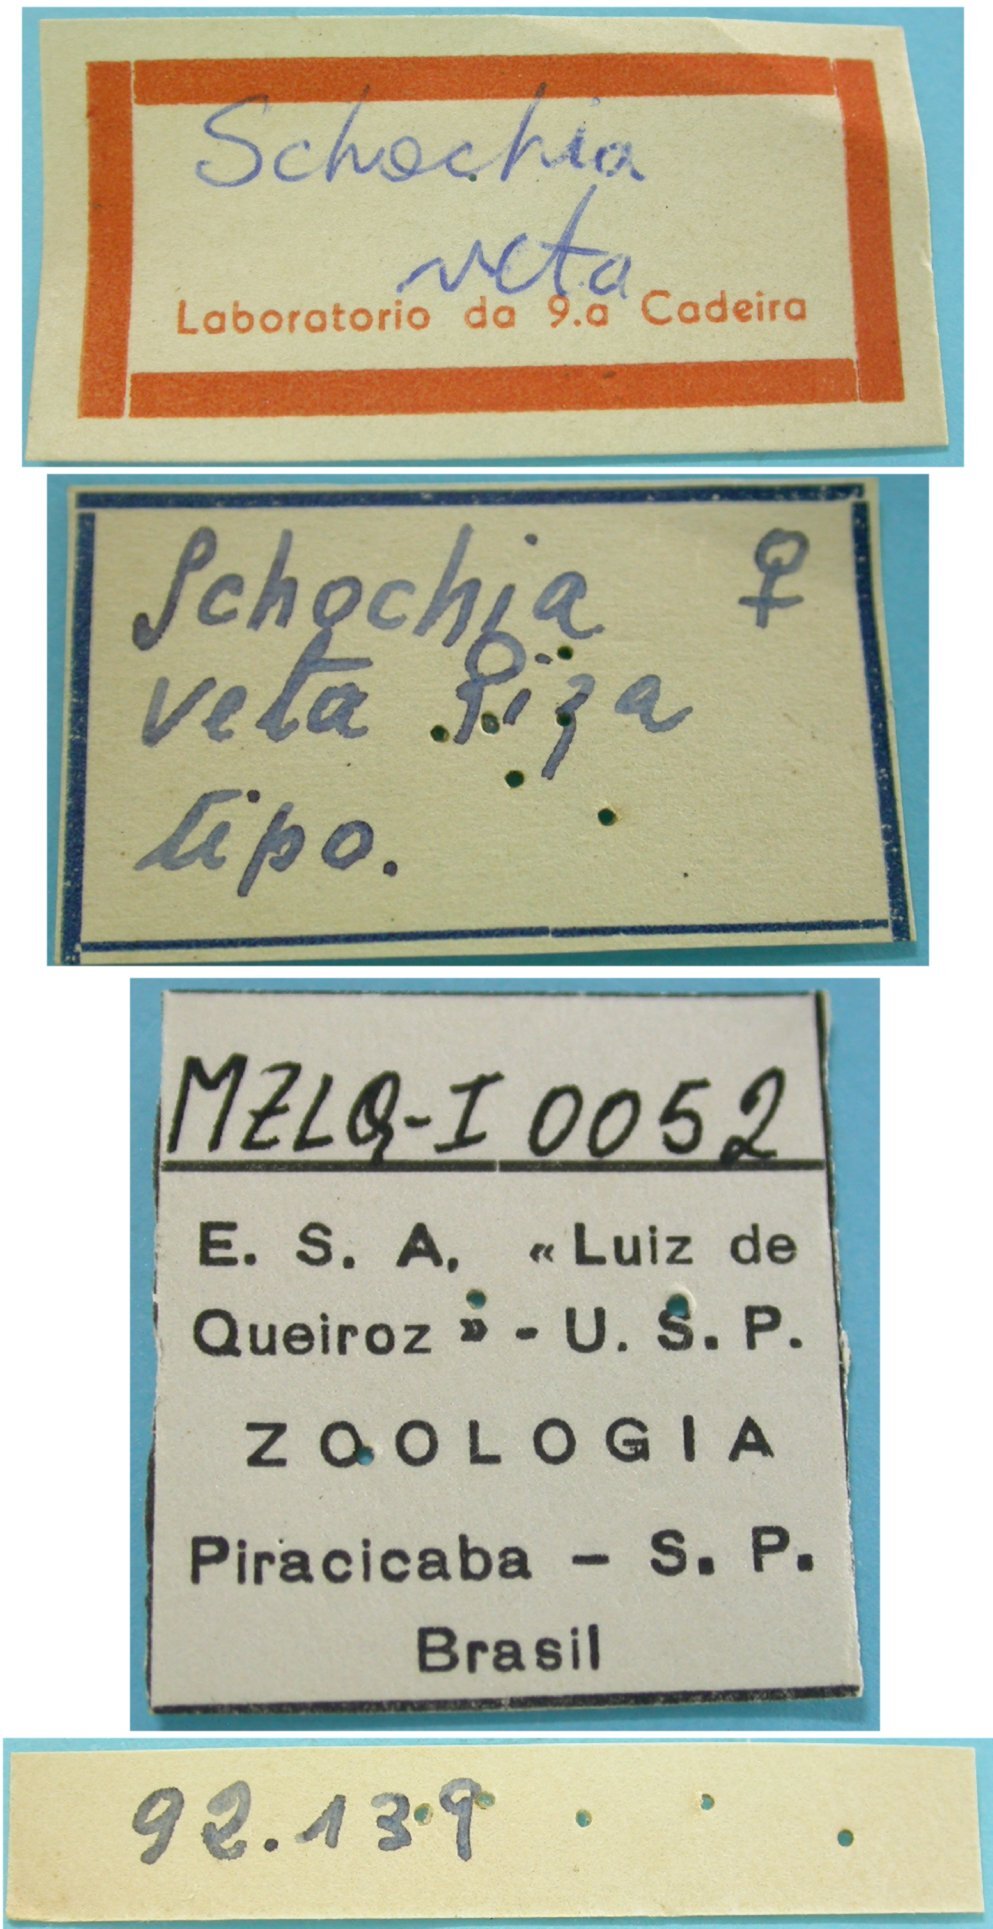 Schochia
veta
Laboratorio da 9.a Cadeira
Schochia ♀
veta Piza
tipo.
MZLQ-I 0052
E. S. A. «Luiz de
Queiroz» - U. S. P.
ZOOLOGIA
Piracicaba - S. P.
Brasil
92.139